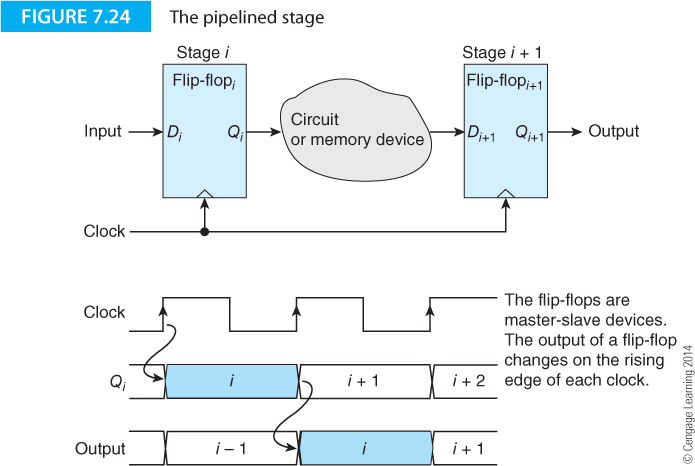 FIGURE 7.24 The pipelined stage
Stage i Stage i + 1
Flip-flopi Flip-flopi+1
Circuit
or memory device
Input Di Qi Di+1 Qi+1 Output
Clock
Clock
Qi i i + 1 i + 2
Output i – 1 i i + 1
The flip-flops are
master-slave devices.
The output of a flip-flop
changes on the rising
edge of each clock.
© Cengage Learning 2014